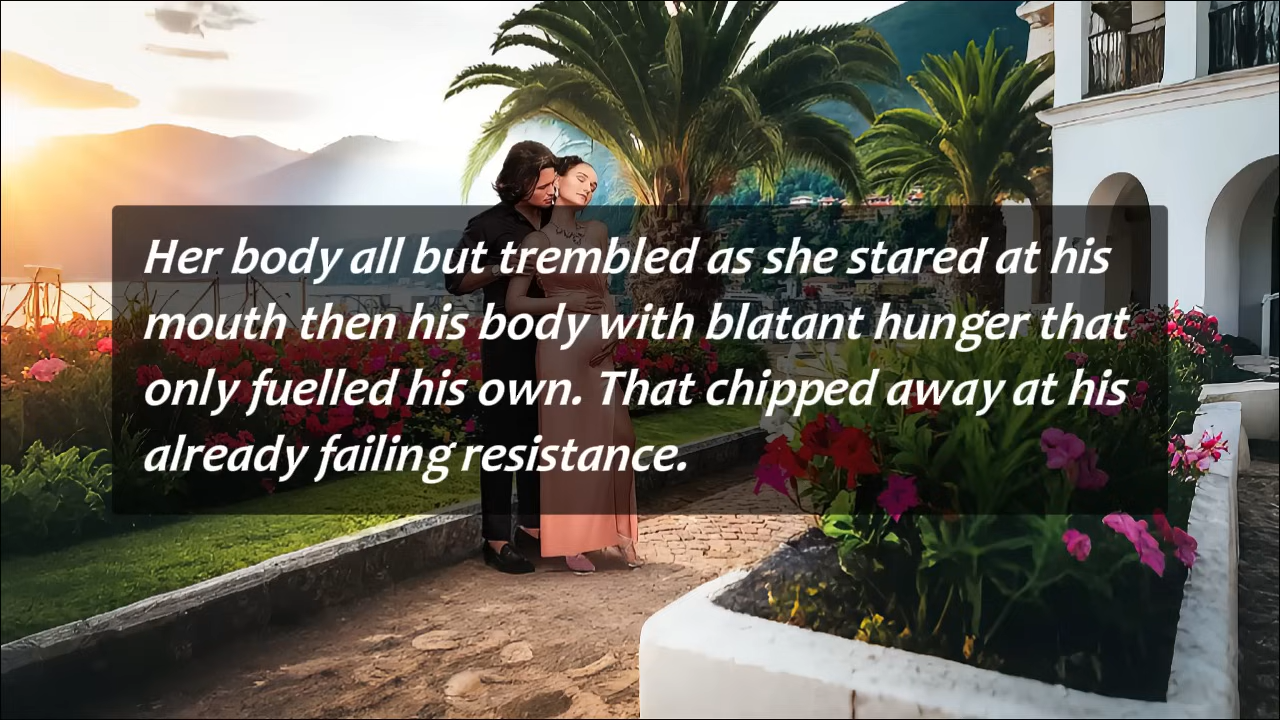 Her body all but trembled as she stared at his
mouth then his body with blatant hunger that
only fuelled his own. That chipped away at his
already failing resistance.